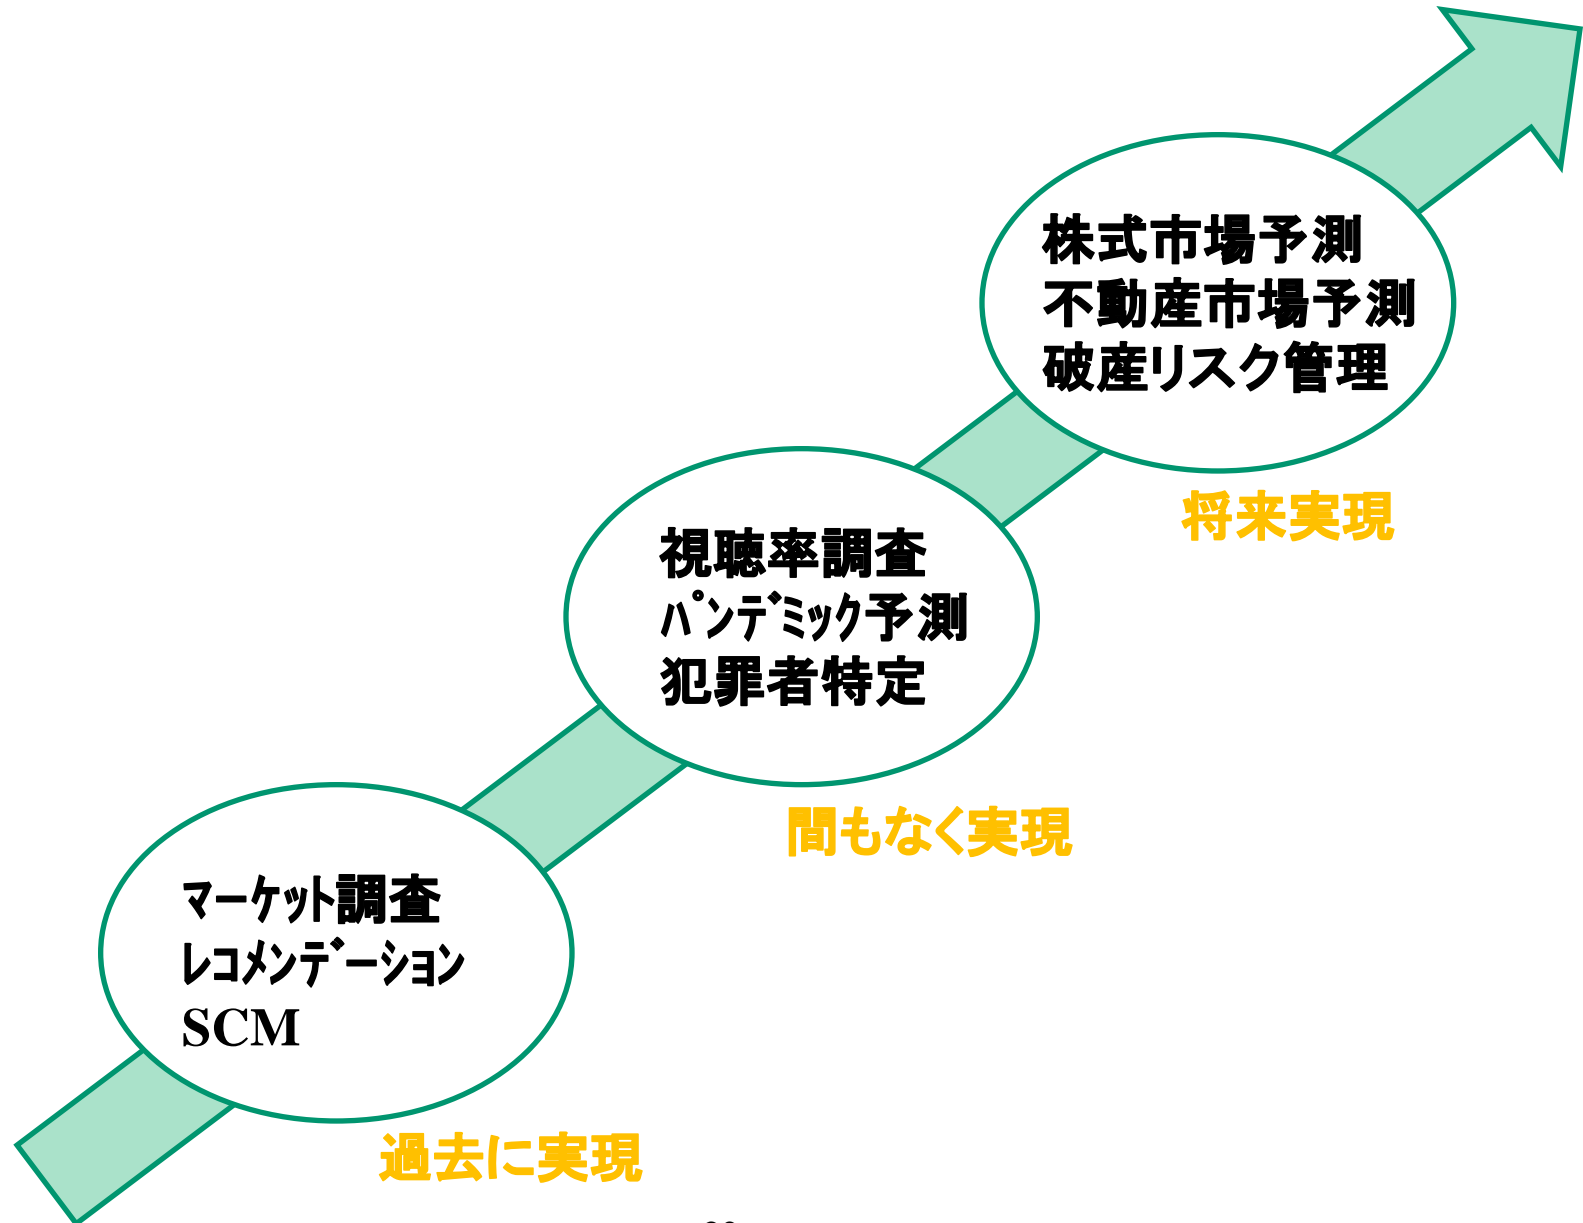 株式市場予測
不動産市場予測
破産リスク管理
将来実現
視聴率調査
ﾊﾟﾝﾃﾞﾐｯｸ予測
犯罪者特定
間もなく実現
ﾏｰｹｯﾄ調査
ﾚｺﾒﾝﾃﾞｰｼｮﾝ
SCM
過去に実現